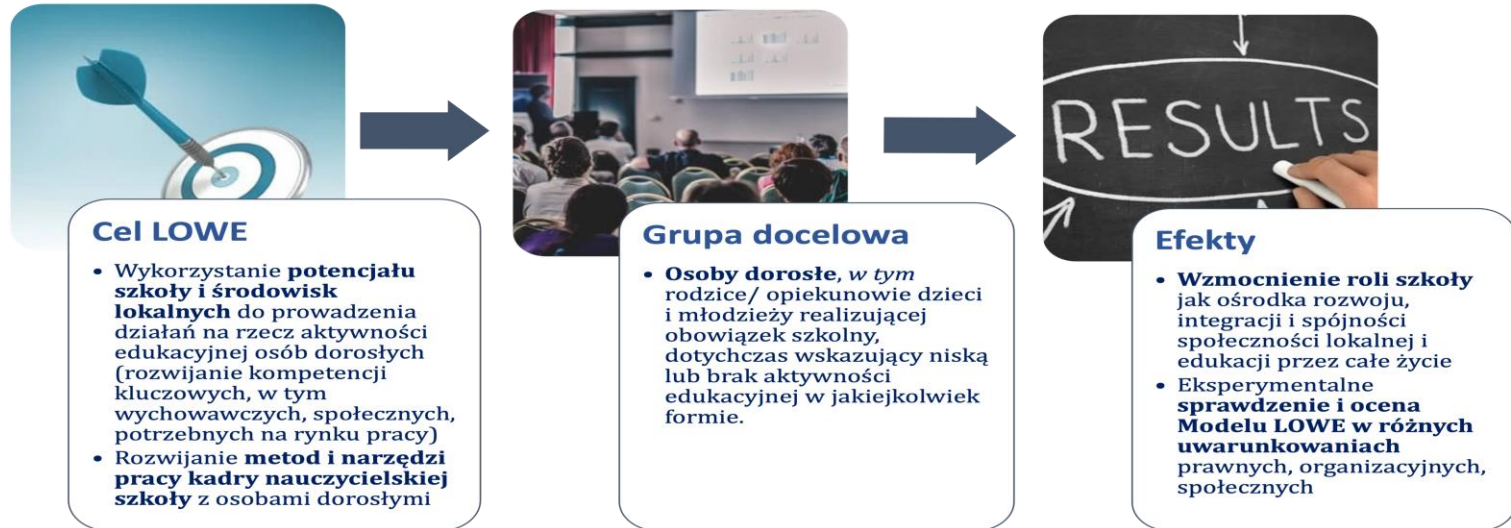 RESULTS
Cel LOWE
• Wykorzystanie potencjału
szkoły i środowisk
lokalnych do prowadzenia
działań na rzecz aktywności
edukacyjnej osób dorosłych
(rozwijanie kompetencji
kluczowych, w tym
wychowawczych, społecznych,
potrzebnych na rynku pracy)
• Rozwijanie metod i narzędzi
pracy kadry nauczycielskiej
szkoły z osobami dorosłymi
Grupa docelowa
• Osoby dorosłe, w tym
rodzice/ opiekunowie dzieci
i młodzieży realizującej
obowiązek szkolny,
dotychczas wskazujący niską
lub brak aktywności
edukacyjnej w jakiejkolwiek
formie.
Efekty
• Wzmocnienie roli szkoły
jak ośrodka rozwoju,
integracji i spójności
społeczności lokalnej i
edukacji przez całe życie
• Eksperymentalne
sprawdzenie i ocena
Modelu LOWE w różnych
uwarunkowaniach
prawnych, organizacyjnych,
społecznych